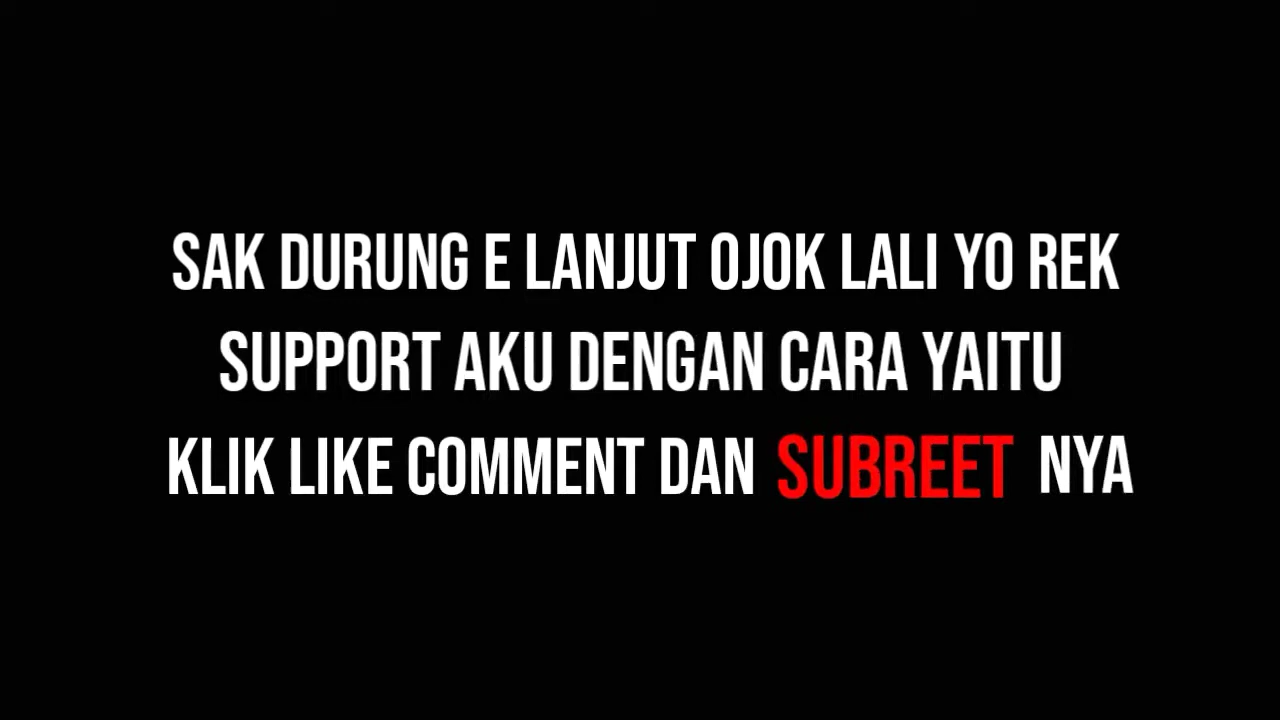 SAK DURUNG E LANJUT OJOK LALI YO REK
SUPPORT AKU DENGAN CARA YAITU
KLIK LIKE COMMENT DAN SUBREET NYA